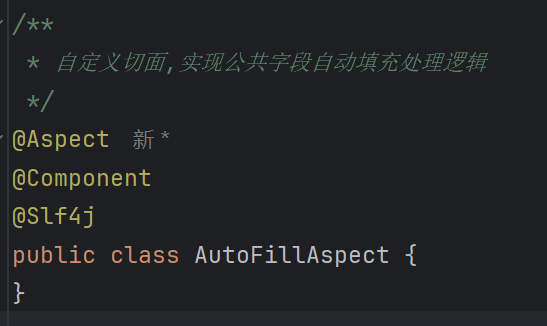 /**
 * 自定义切面,实现公共字段自动填充处理逻辑
 */
@Aspect 新 *
@Component
@Slf4j
public class AutoFillAspect {
}